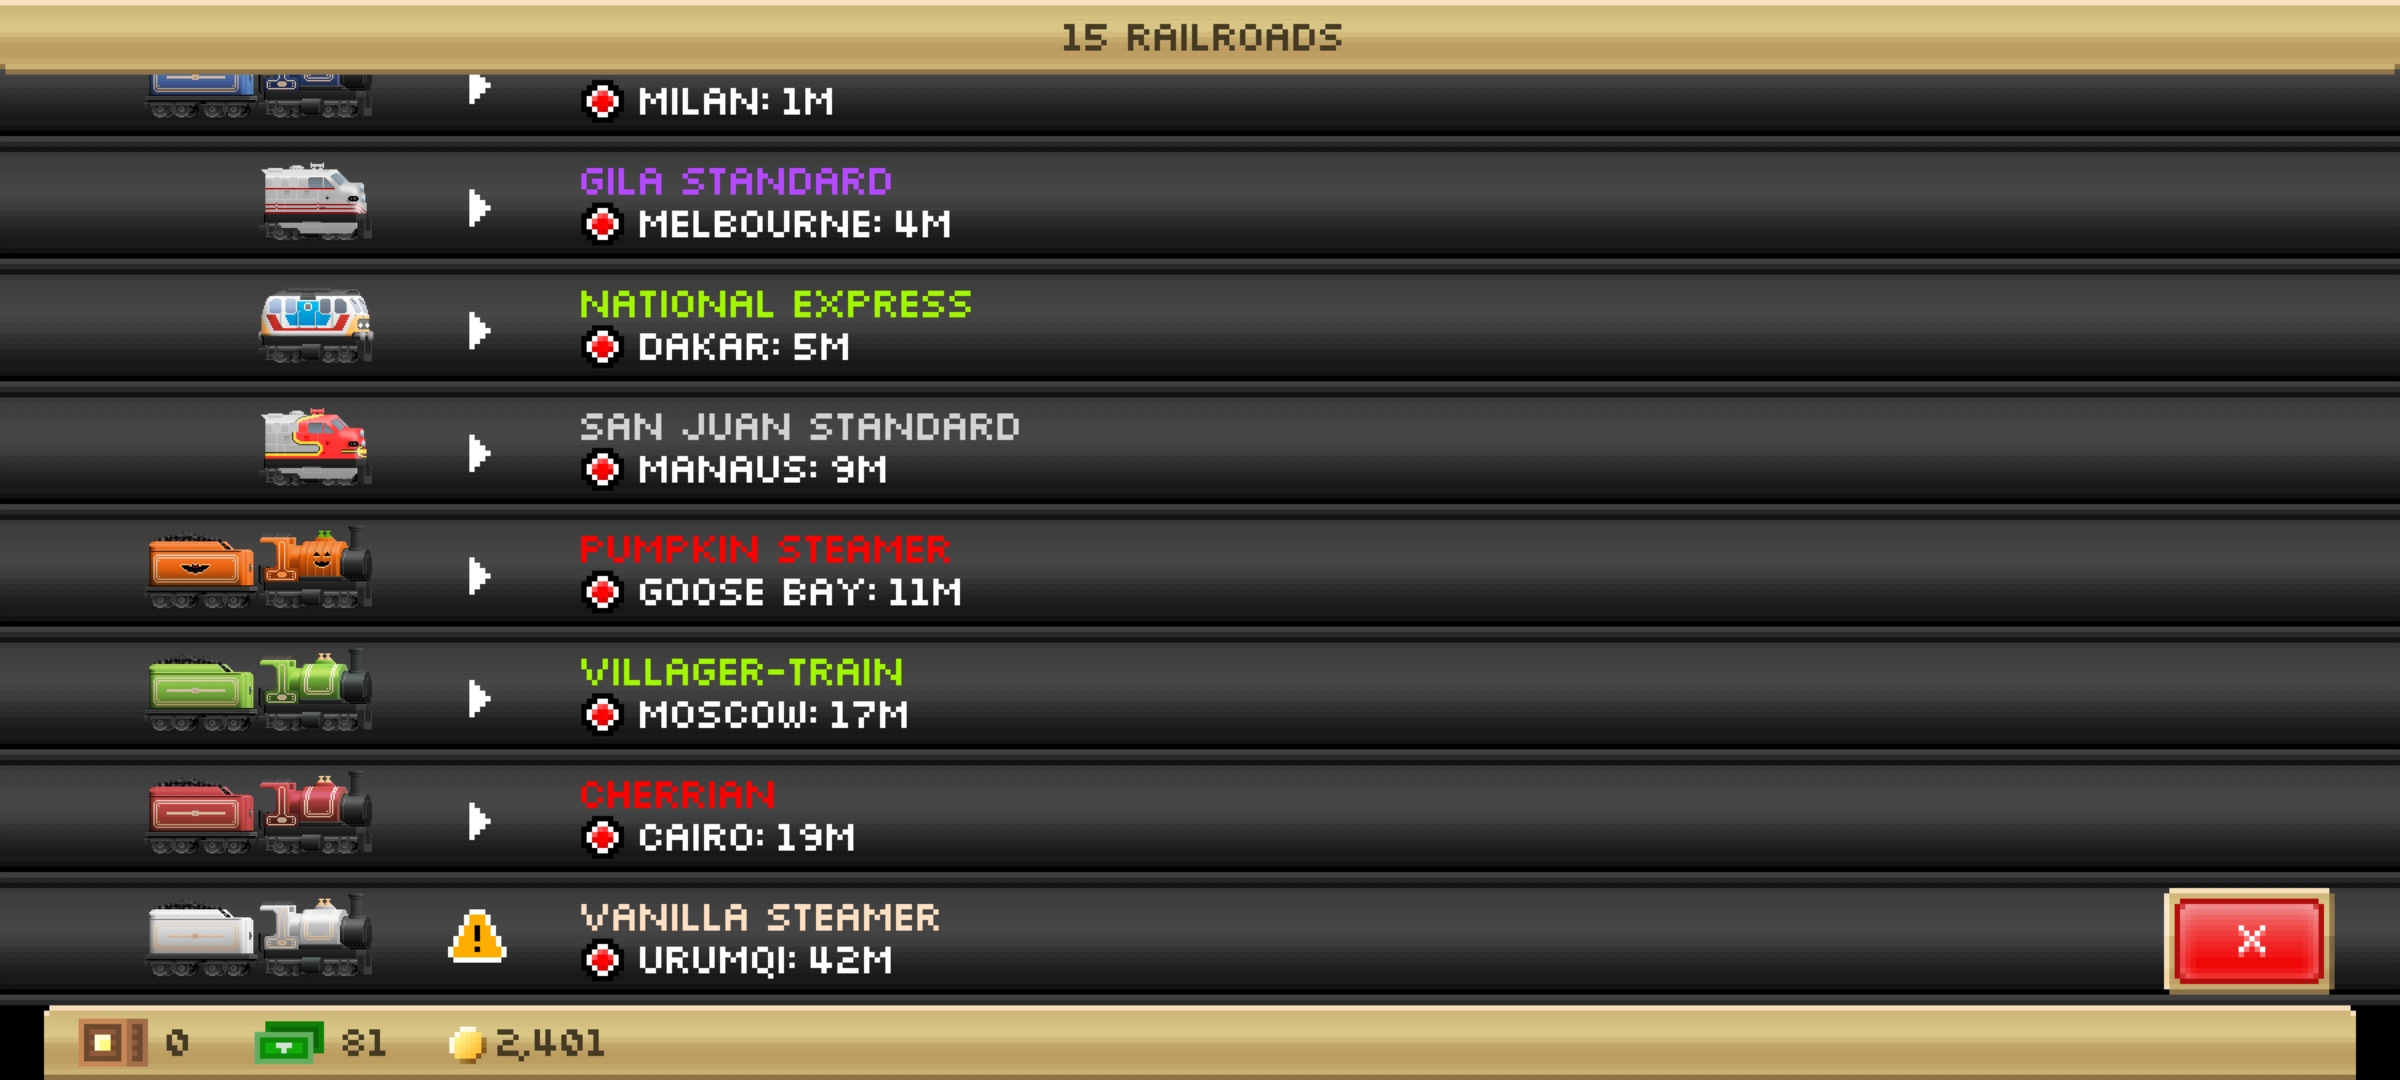 15 RAILROADS
MILAN: 1M
GILA STANDARD
MELBOURNE: 4M
NATIONAL EXPRESS
DAKAR: 5M
SAN JUAN STANDARD
MANAUS: 9M
PUMPKIN STEAMER
GOOSE BAY: 11M
VILLAGER-TRAIN
MOSCOW: 17M
CHERRIAN
CAIRO: 19M
VANILLA STEAMER
URUMQI: 42M
0 81 2,401